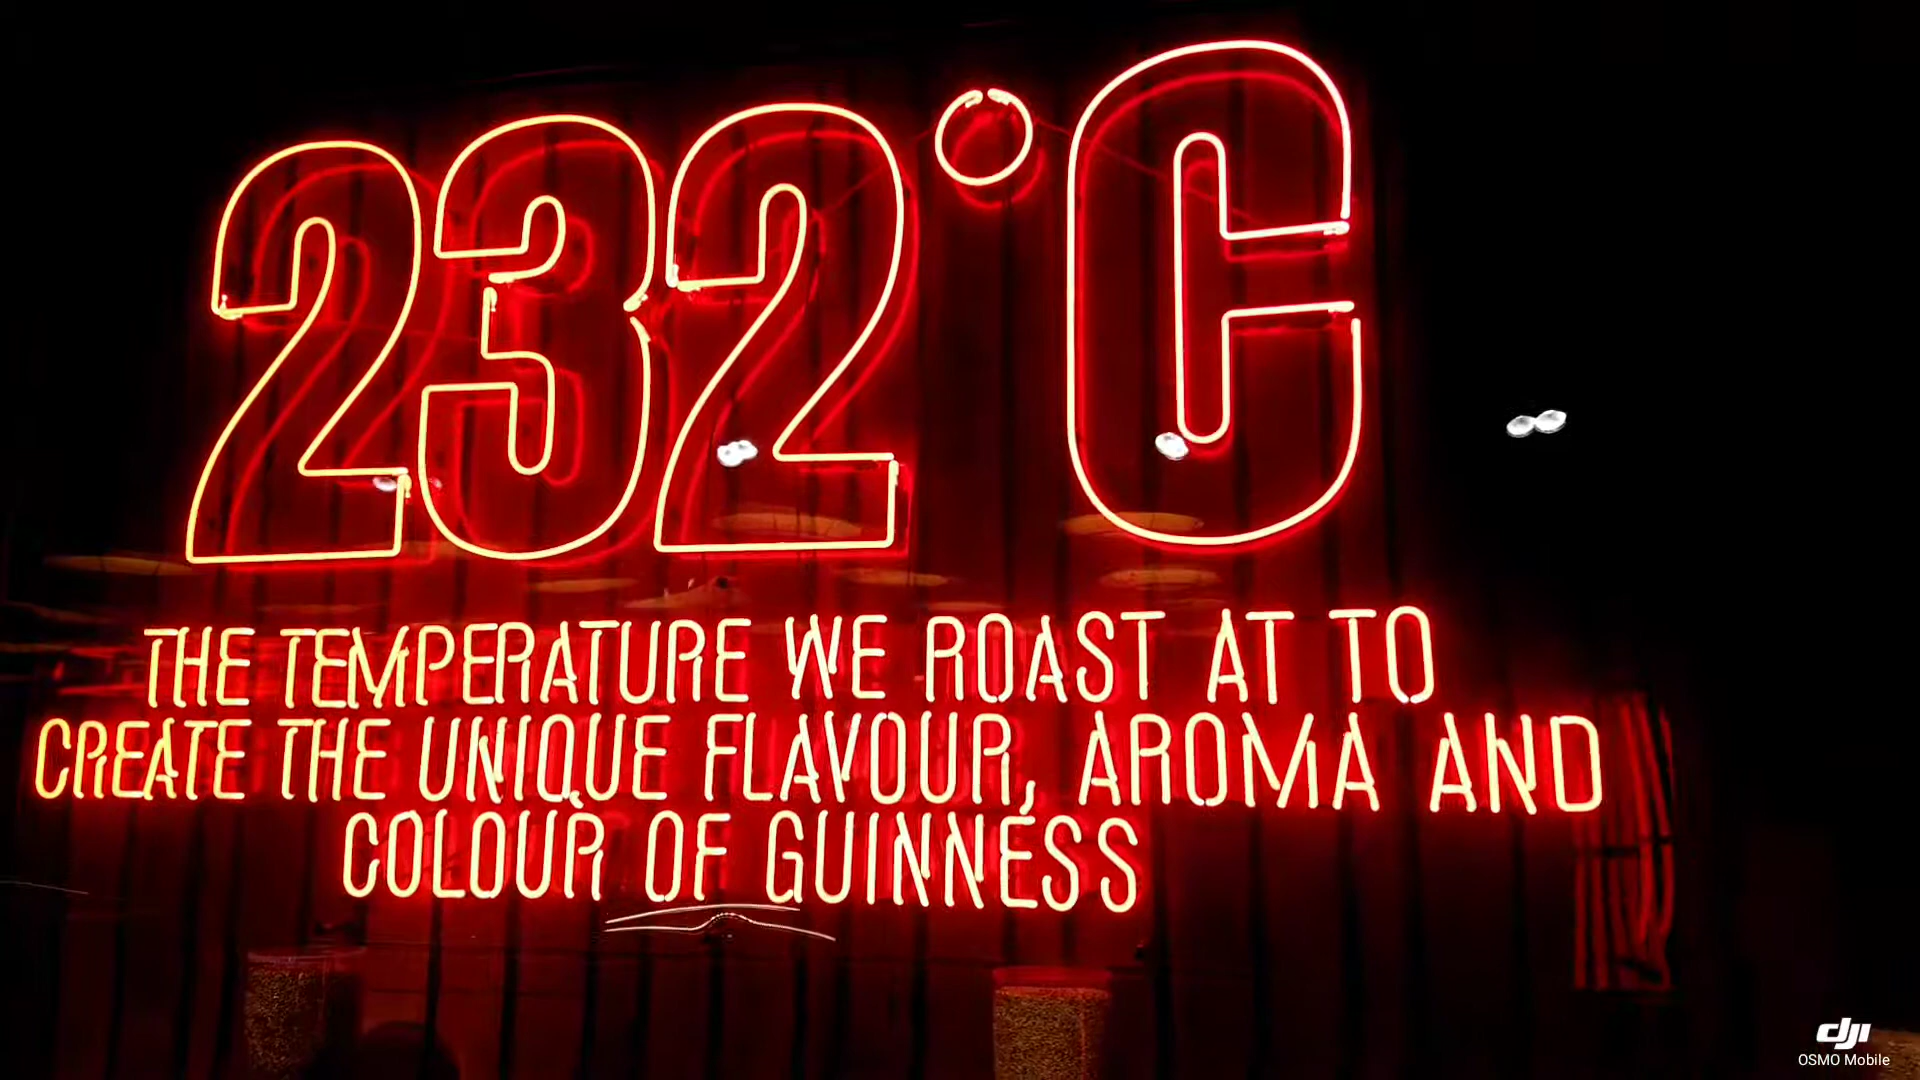 232°C
THE TEMPERATURE WE ROAST AT TO
CREATE THE UNIQUE FLAVOUR, AROMA AND
COLOUR OF GUINNESS
dji
OSMO Mobile